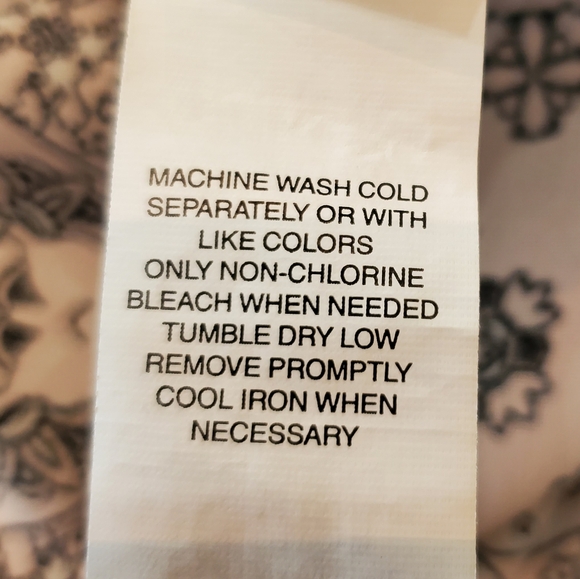 MACHINE WASH COLD
SEPARATELY OR WITH
LIKE COLORS
ONLY NON-CHLORINE
BLEACH WHEN NEEDED
TUMBLE DRY LOW
REMOVE PROMPTLY
COOL IRON WHEN
NECESSARY